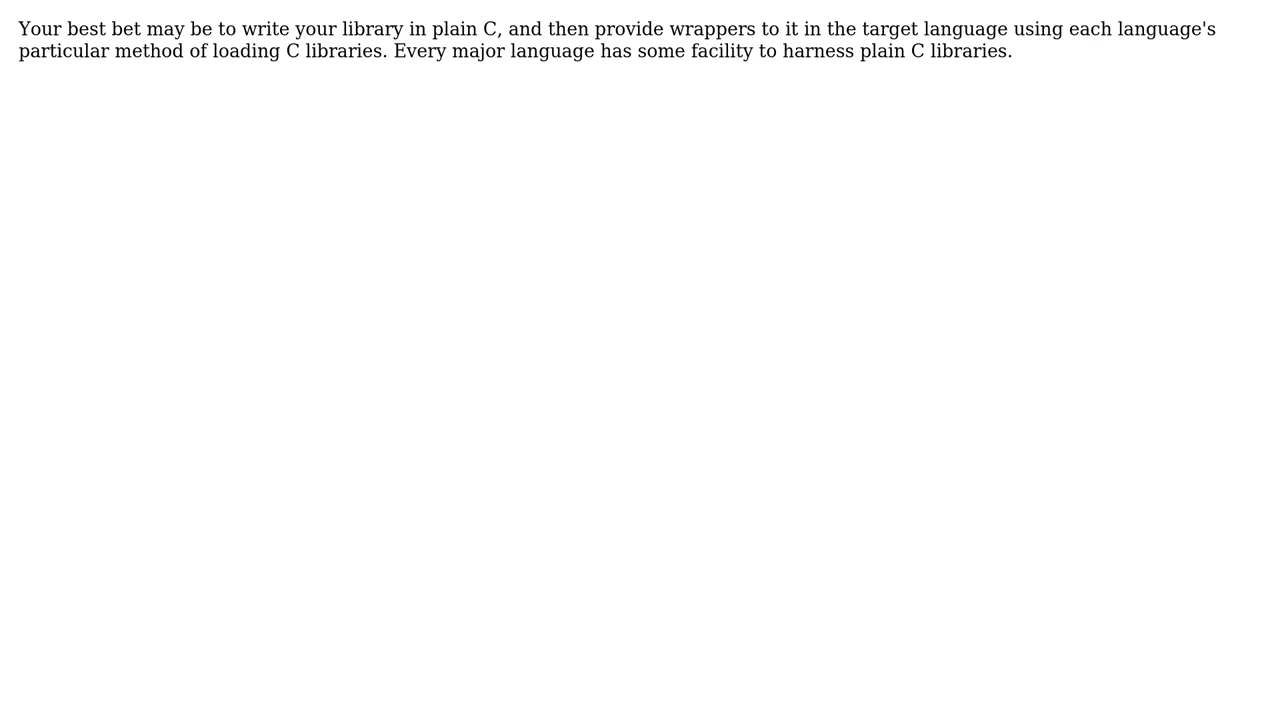 Your best bet may be to write your library in plain C, and then provide wrappers to it in the target language using each language's
particular method of loading C libraries. Every major language has some facility to harness plain C libraries.